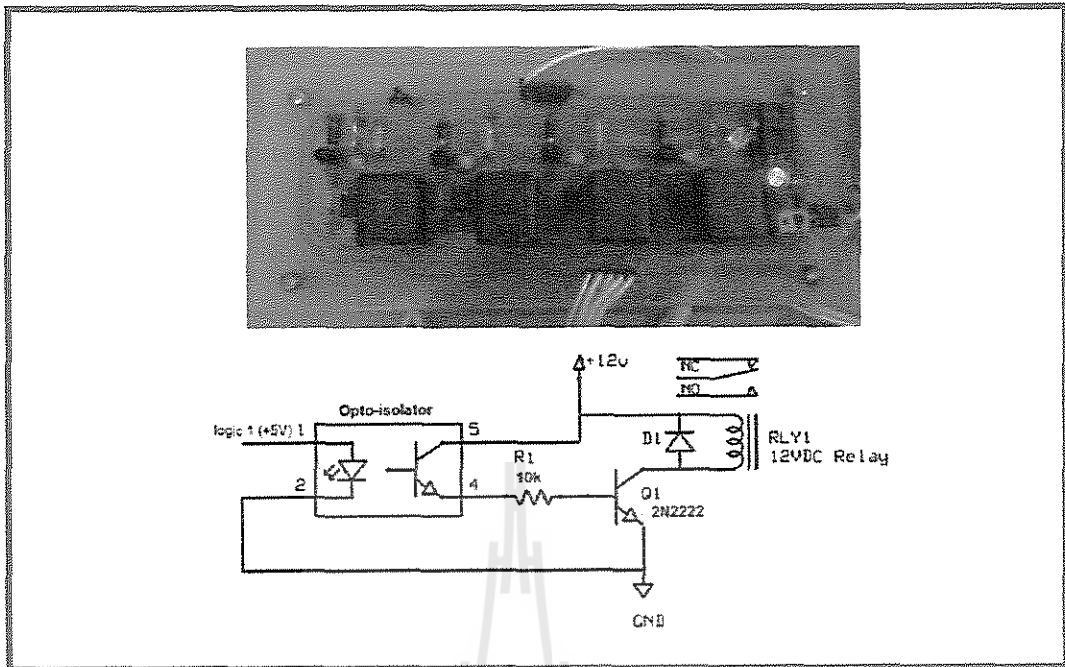 +12v
NC
NO
Opto-isolator
logic 1 (+5V) 1
5
D1
RLY1
12VDC Relay
R1
10k
2
4
Q1
2N2222
GND